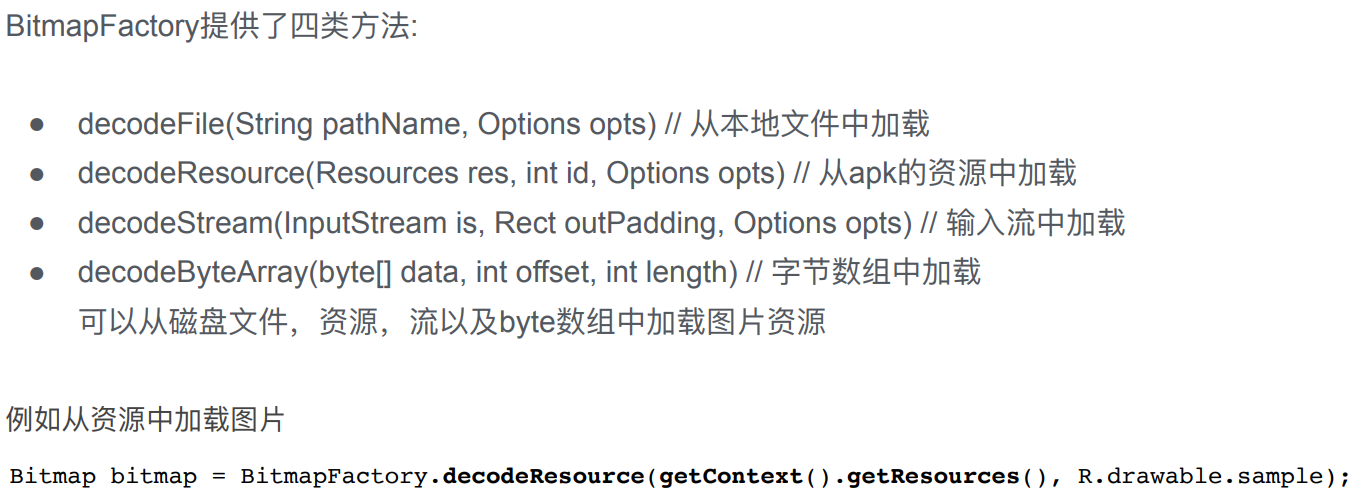 BitmapFactory提供了四类方法:
● decodeFile(String pathName, Options opts) // 从本地文件中加载
● decodeResource(Resources res, int id, Options opts) // 从apk的资源中加载
● decodeStream(InputStream is, Rect outPadding, Options opts) // 输入流中加载
● decodeByteArray(byte[] data, int offset, int length) // 字节数组中加载
可以从磁盘文件，资源，流以及byte数组中加载图片资源
例如从资源中加载图片
Bitmap bitmap = BitmapFactory.decodeResource(getContext().getResources(), R.drawable.sample);